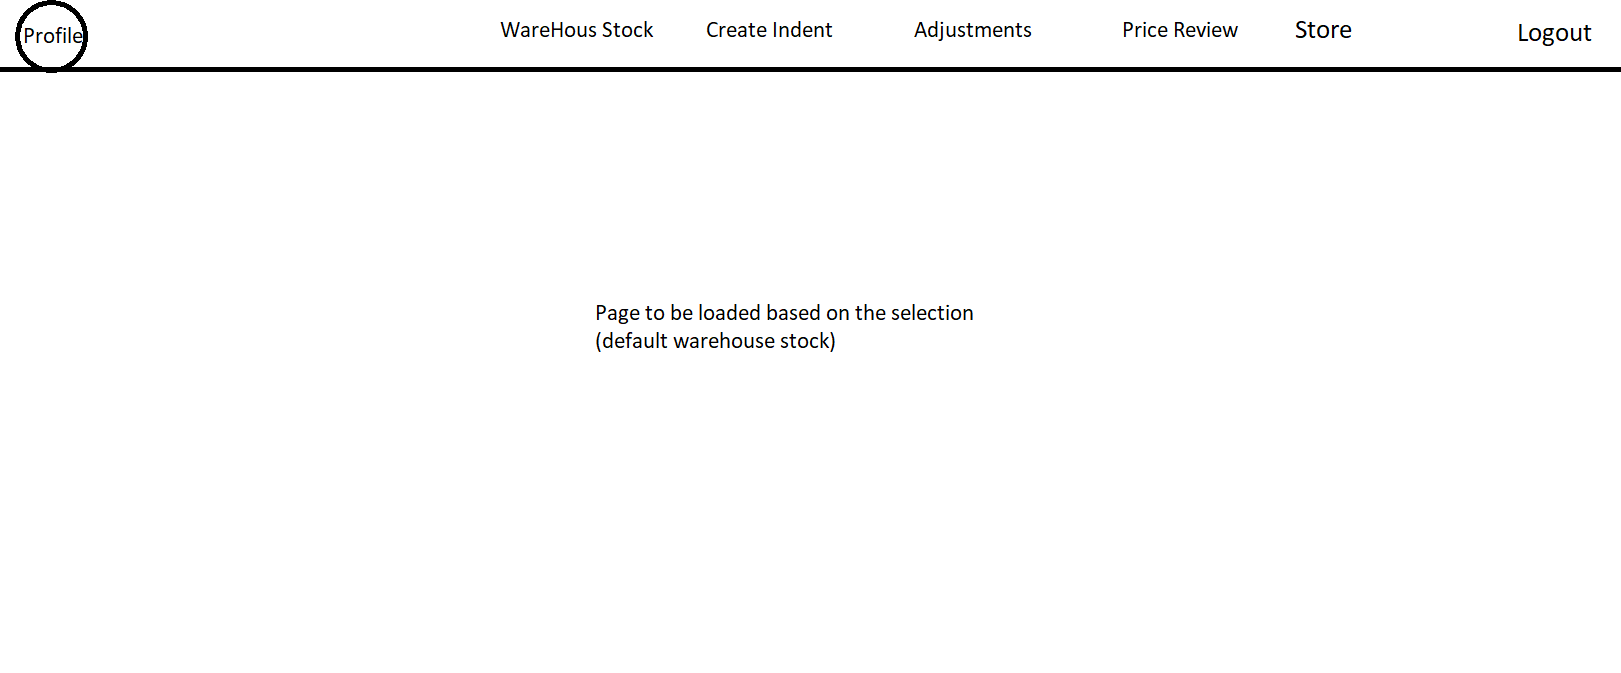 Profile
WareHous Stock
Create Indent
Adjustments
Price Review
Store
Logout
Page to be loaded based on the selection
(default warehouse stock)